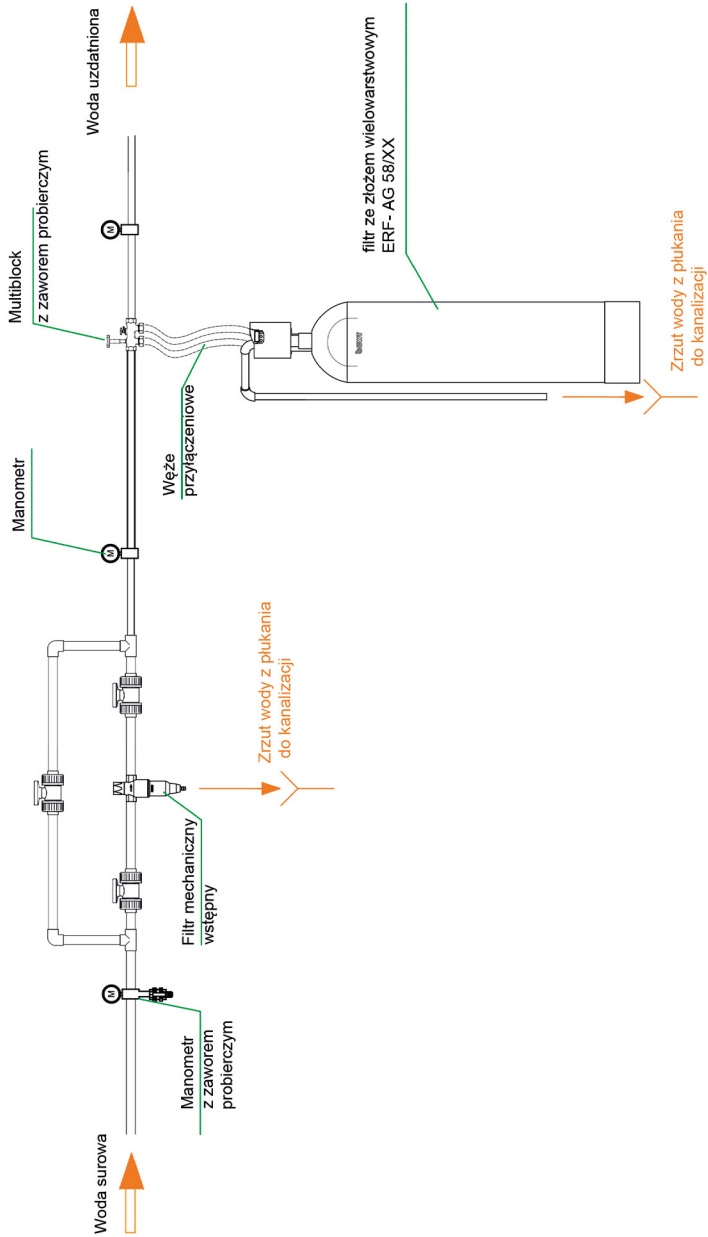 Woda surowa
Manometr
z zaworem
probierczym
M
Filtr mechaniczny
wstępny
Zrzut wody z płukania
do kanalizacji
Manometr
M
Węże
przyłączeniowe
Multiblock
z zaworem probierczym
M
Woda uzdatniona
filtr ze złożem wielowarstwowym
ERF- AG 58/XX
BWT
Zrzut wody z płukania
do kanalizacji